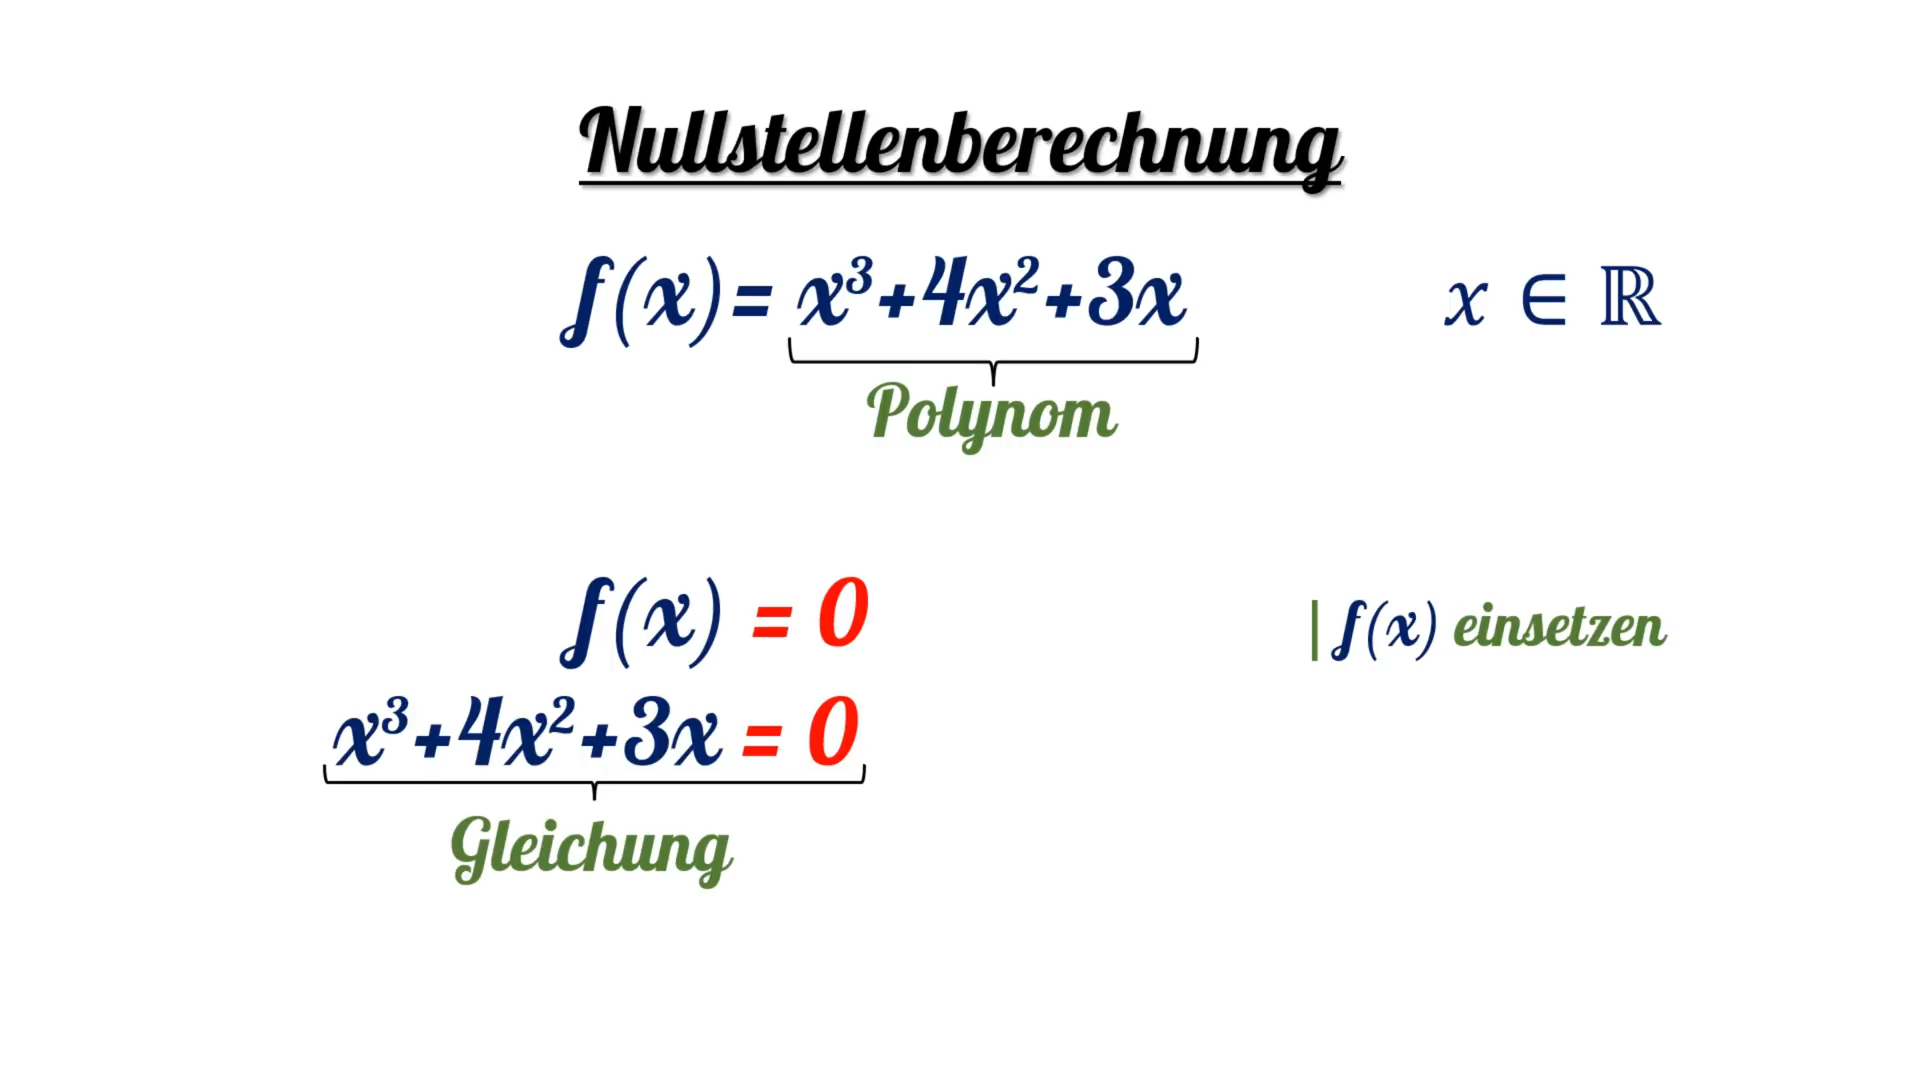 Nullstellenberechnung
f(x)= x³+4x²+3x x ∈ ℝ
Polynom
f(x) = 0 | f(x) einsetzen
x³+4x²+3x = 0
Gleichung